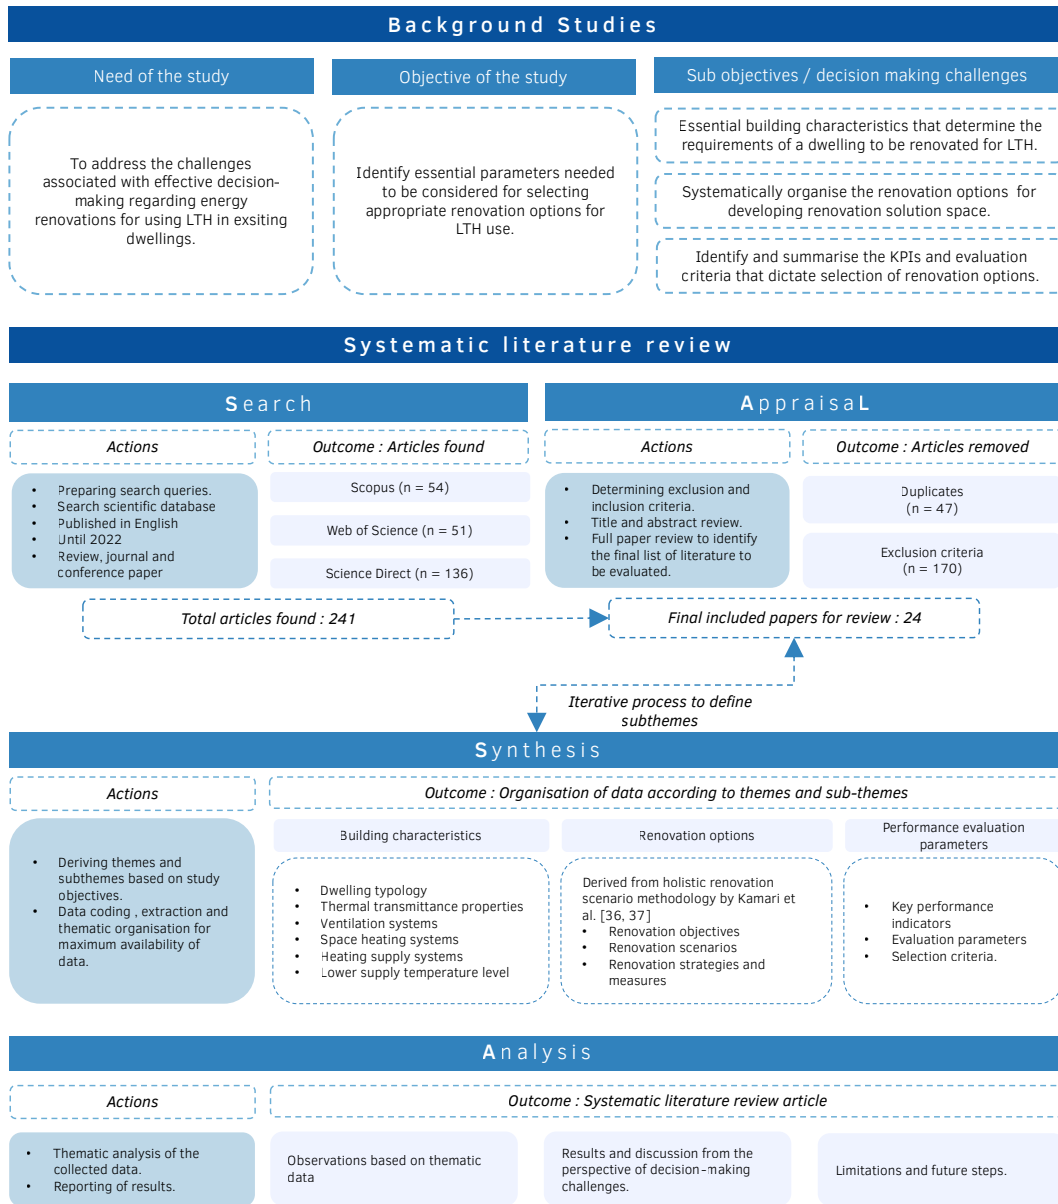 Background Studies
Need of the study
To address the challenges
associated with effective decision-
making regarding energy
renovations for using LTH in exsiting
dwellings.
Objective of the study
Identify essential parameters needed
to be considered for selecting
appropriate renovation options for
LTH use.
Sub objectives / decision making challenges
Essential building characteristics that determine the
requirements of a dwelling to be renovated for LTH.
Systematically organise the renovation options for
developing renovation solution space.
Identify and summarise the KPIs and evaluation
criteria that dictate selection of renovation options.
Systematic literature review
Search
Actions
• Preparing search queries.
• Search scientific database
• Published in English
• Until 2022
• Review, journal and
conference paper
Outcome : Articles found
Scopus (n = 54)
Web of Science (n = 51)
Science Direct (n = 136)
Total articles found : 241
AppraisaL
Actions
• Determining exclusion and
inclusion criteria.
• Title and abstract review.
• Full paper review to identify
the final list of literature to
be evaluated.
Outcome : Articles removed
Duplicates
(n = 47)
Exclusion criteria
(n = 170)
Final included papers for review : 24
Iterative process to define
subthemes
Synthesis
Actions
• Deriving themes and
subthemes based on study
objectives.
• Data coding , extraction and
thematic organisation for
maximum availability of
data.
Outcome : Organisation of data according to themes and sub-themes
Building characteristics
• Dwelling typology
• Thermal transmittance properties
• Ventilation systems
• Space heating systems
• Heating supply systems
• Lower supply temperature level
Renovation options
Derived from holistic renovation
scenario methodology by Kamari et
al. [36, 37]
• Renovation objectives
• Renovation scenarios
• Renovation strategies and
measures
Performance evaluation
parameters
• Key performance
indicators
• Evaluation parameters
• Selection criteria.
Analysis
Actions
• Thematic analysis of the
collected data.
• Reporting of results.
Outcome : Systematic literature review article
Observations based on thematic
data
Results and discussion from the
perspective of decision-making
challenges.
Limitations and future steps.